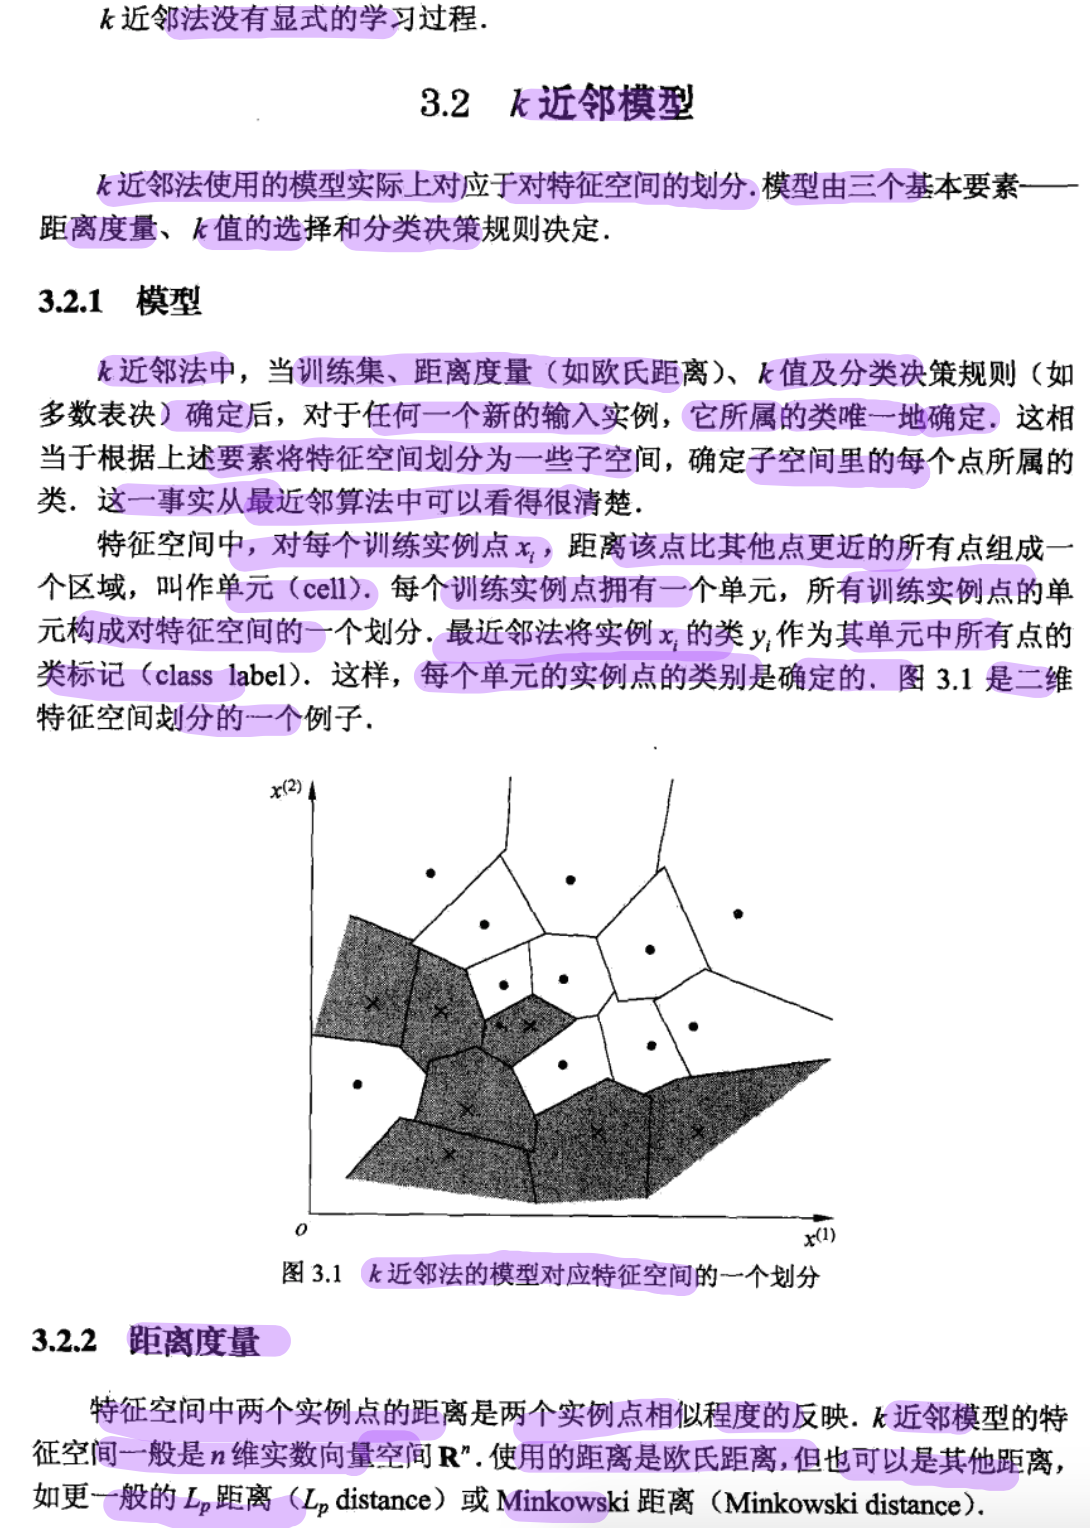 k 近邻法没有显式的学习过程．
3.2 k 近邻模型
k 近邻法使用的模型实际上对应于对特征空间的划分．模型由三个基本要素——
距离度量、k 值的选择和分类决策规则决定．
3.2.1 模型
k 近邻法中，当训练集、距离度量（如欧氏距离）、k 值及分类决策规则（如
多数表决）确定后，对于任何一个新的输入实例，它所属的类唯一地确定．这相
当于根据上述要素将特征空间划分为一些子空间，确定子空间里的每个点所属的
类．这一事实从最近邻算法中可以看得很清楚．
特征空间中，对每个训练实例点 xᵢ，距离该点比其他点更近的所有点组成一
个区域，叫作单元（cell）．每个训练实例点拥有一个单元，所有训练实例点的单
元构成对特征空间的一个划分．最近邻法将实例 xᵢ 的类 yᵢ 作为其单元中所有点的
类标记（class label）．这样，每个单元的实例点的类别是确定的．图 3.1 是二维
特征空间划分的一个例子．
x⁽²⁾
O
x⁽¹⁾
图 3.1 k 近邻法的模型对应特征空间的一个划分
3.2.2 距离度量
特征空间中两个实例点的距离是两个实例点相似程度的反映．k 近邻模型的特
征空间一般是 n 维实数向量空间 Rⁿ．使用的距离是欧氏距离，但也可以是其他距离，
如更一般的 Lₚ 距离（Lₚ distance）或 Minkowski 距离（Minkowski distance）．